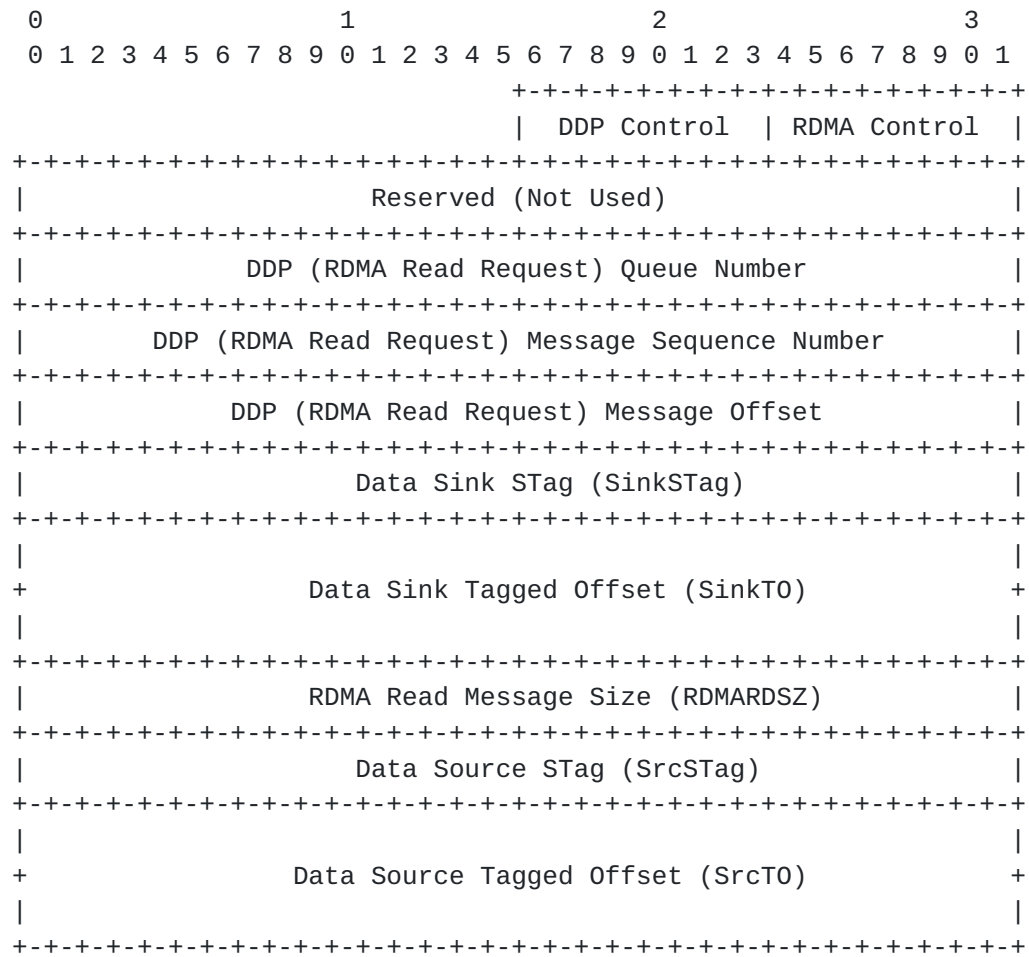 0                   1                   2                   3
0 1 2 3 4 5 6 7 8 9 0 1 2 3 4 5 6 7 8 9 0 1 2 3 4 5 6 7 8 9 0 1
                               +-+-+-+-+-+-+-+-+-+-+-+-+-+-+-+-+
                               |  DDP Control  | RDMA Control  |
+-+-+-+-+-+-+-+-+-+-+-+-+-+-+-+-+-+-+-+-+-+-+-+-+-+-+-+-+-+-+-+-+
|                      Reserved (Not Used)                      |
+-+-+-+-+-+-+-+-+-+-+-+-+-+-+-+-+-+-+-+-+-+-+-+-+-+-+-+-+-+-+-+-+
|              DDP (RDMA Read Request) Queue Number             |
+-+-+-+-+-+-+-+-+-+-+-+-+-+-+-+-+-+-+-+-+-+-+-+-+-+-+-+-+-+-+-+-+
|        DDP (RDMA Read Request) Message Sequence Number        |
+-+-+-+-+-+-+-+-+-+-+-+-+-+-+-+-+-+-+-+-+-+-+-+-+-+-+-+-+-+-+-+-+
|             DDP (RDMA Read Request) Message Offset            |
+-+-+-+-+-+-+-+-+-+-+-+-+-+-+-+-+-+-+-+-+-+-+-+-+-+-+-+-+-+-+-+-+
|                     Data Sink STag (SinkSTag)                 |
+-+-+-+-+-+-+-+-+-+-+-+-+-+-+-+-+-+-+-+-+-+-+-+-+-+-+-+-+-+-+-+-+
|                                                               |
+                  Data Sink Tagged Offset (SinkTO)             +
|                                                               |
+-+-+-+-+-+-+-+-+-+-+-+-+-+-+-+-+-+-+-+-+-+-+-+-+-+-+-+-+-+-+-+-+
|                  RDMA Read Message Size (RDMARDSZ)            |
+-+-+-+-+-+-+-+-+-+-+-+-+-+-+-+-+-+-+-+-+-+-+-+-+-+-+-+-+-+-+-+-+
|                     Data Source STag (SrcSTag)                |
+-+-+-+-+-+-+-+-+-+-+-+-+-+-+-+-+-+-+-+-+-+-+-+-+-+-+-+-+-+-+-+-+
|                                                               |
+                 Data Source Tagged Offset (SrcTO)             +
|                                                               |
+-+-+-+-+-+-+-+-+-+-+-+-+-+-+-+-+-+-+-+-+-+-+-+-+-+-+-+-+-+-+-+-+